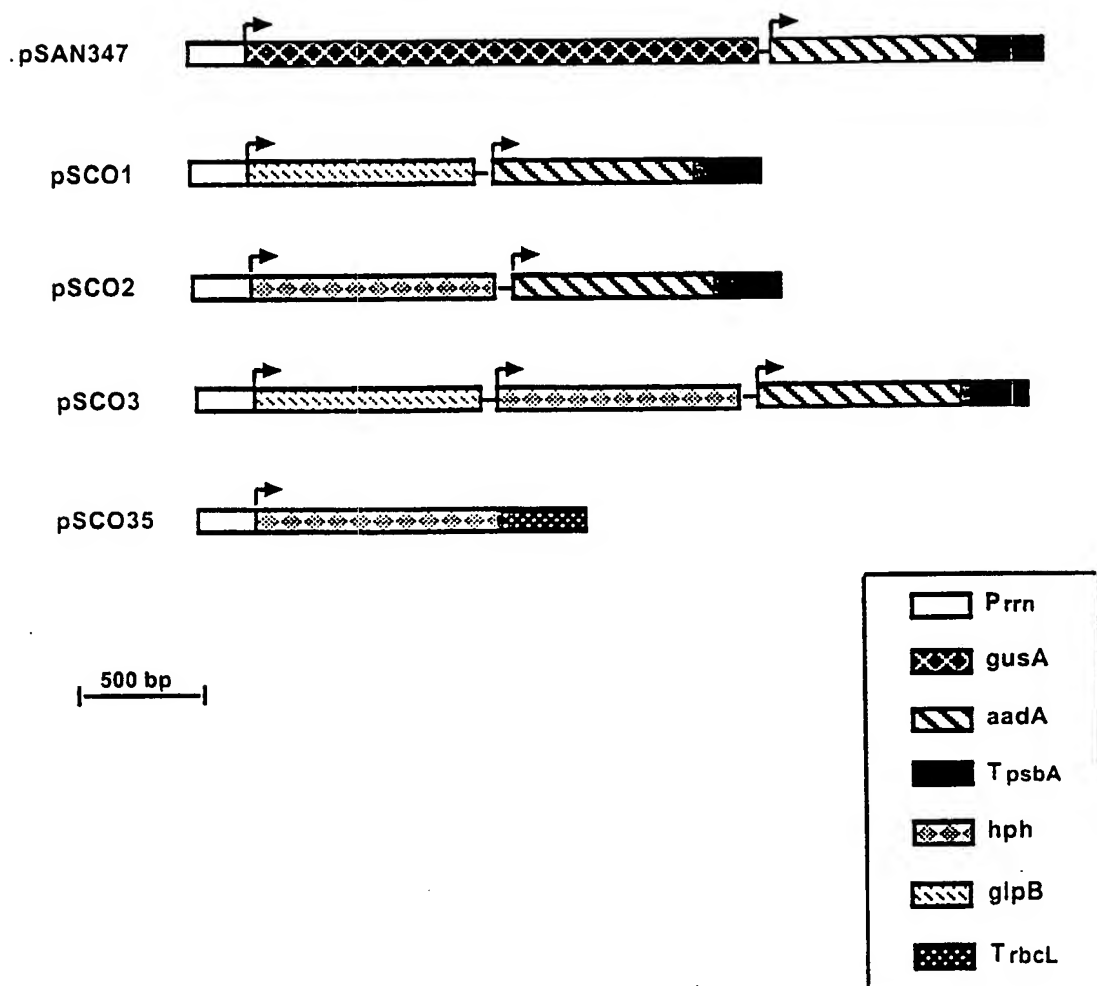 .pSAN347
pSCO1
pSCO2
pSCO3
pSCO35
500 bp
Prrn
gusA
aadA
TpsbA
hph
glpB
TrbcL